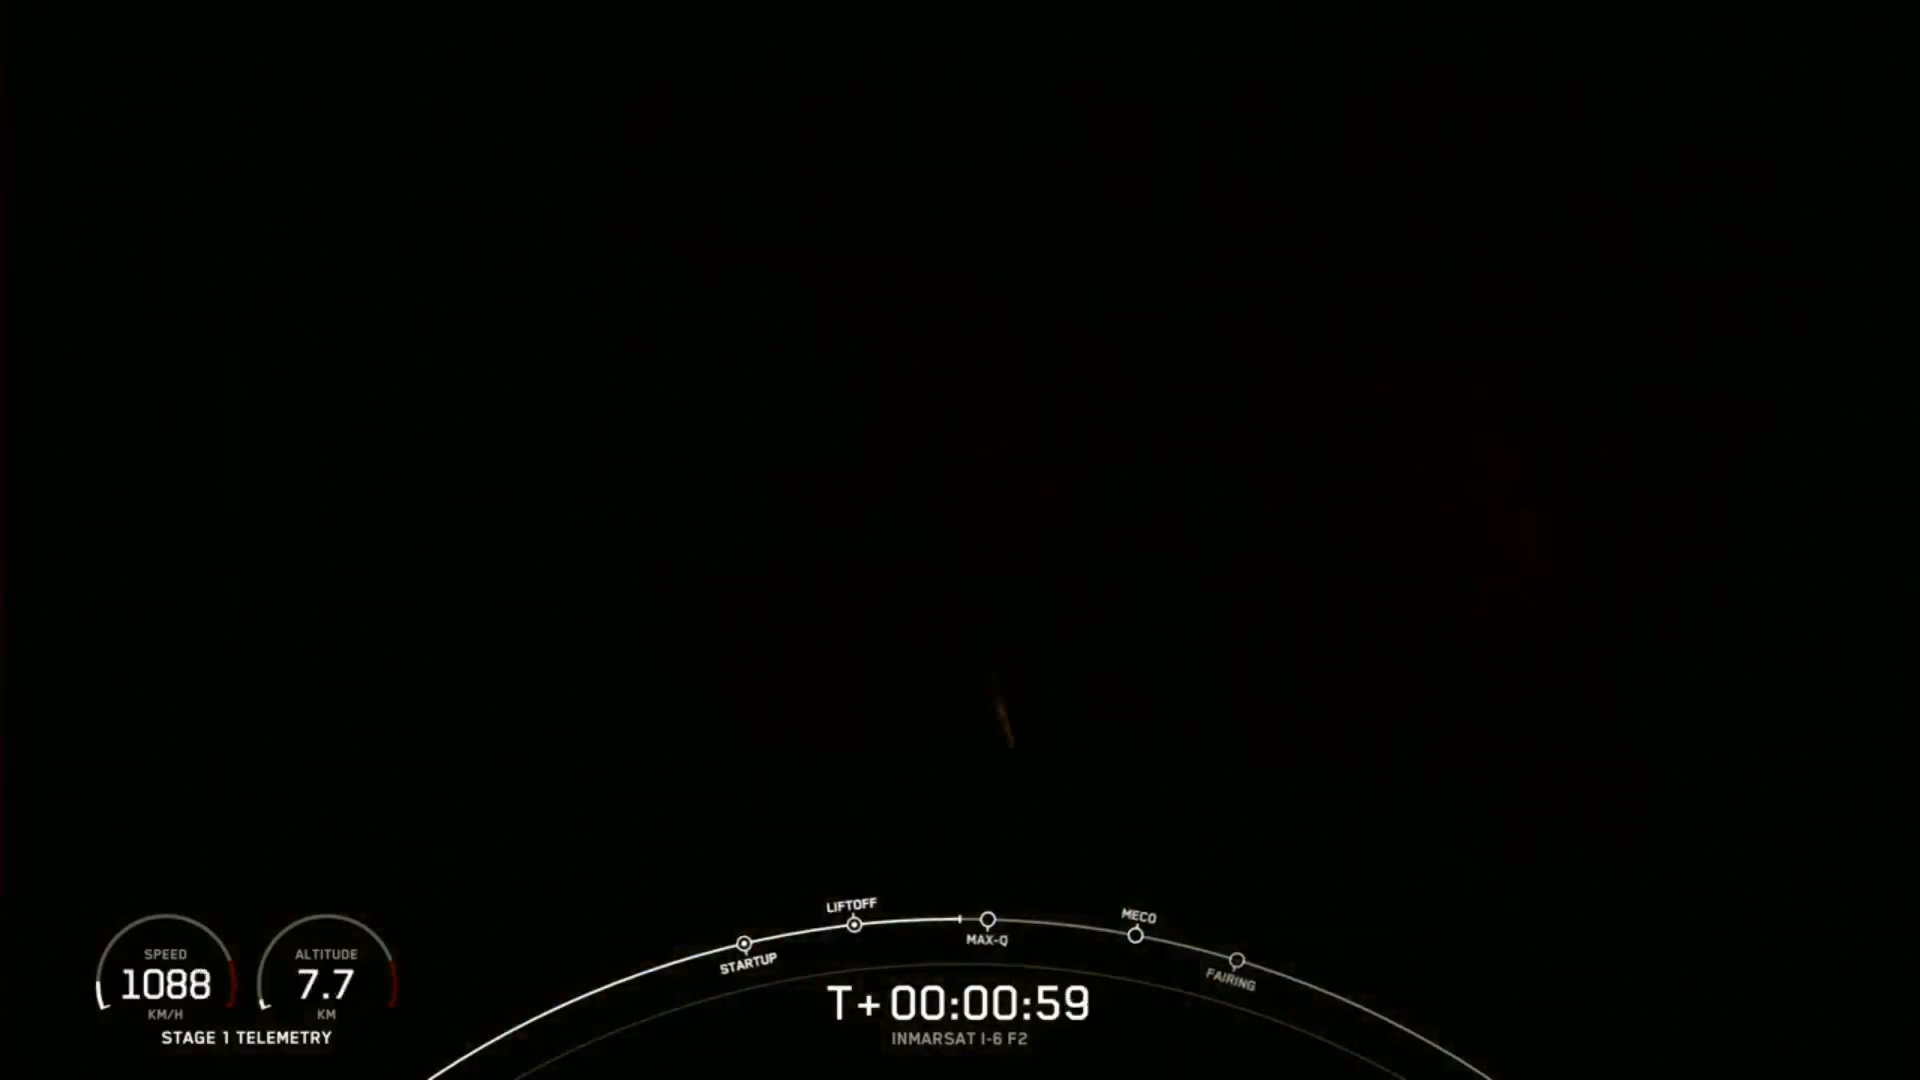 LIFTOFF
MECO
STARTUP
MAX-Q
FAIRING
SPEED
1088
KM/H
ALTITUDE
7.7
KM
STAGE 1 TELEMETRY
T+00:00:59
INMARSAT I-6 F2